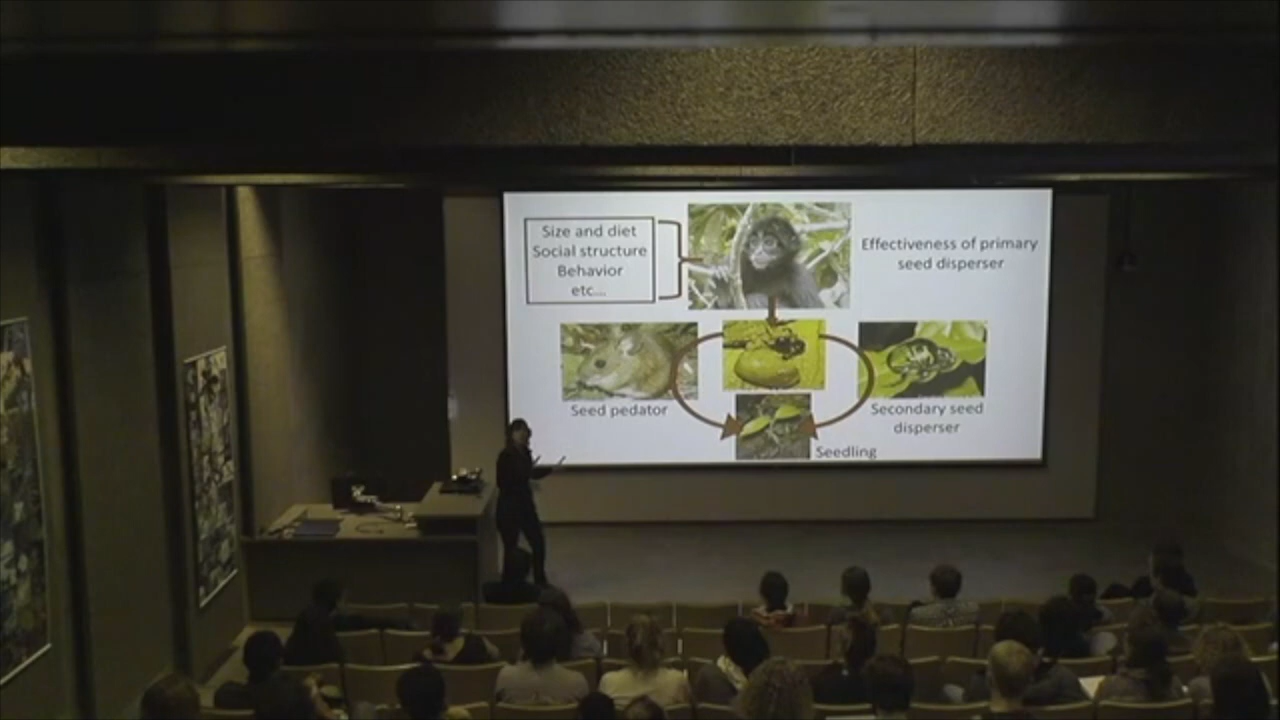 Size and diet
Social structure
Behavior
etc...
Effectiveness of primary
seed disperser
Seed pedator
Secondary seed
disperser
Seedling